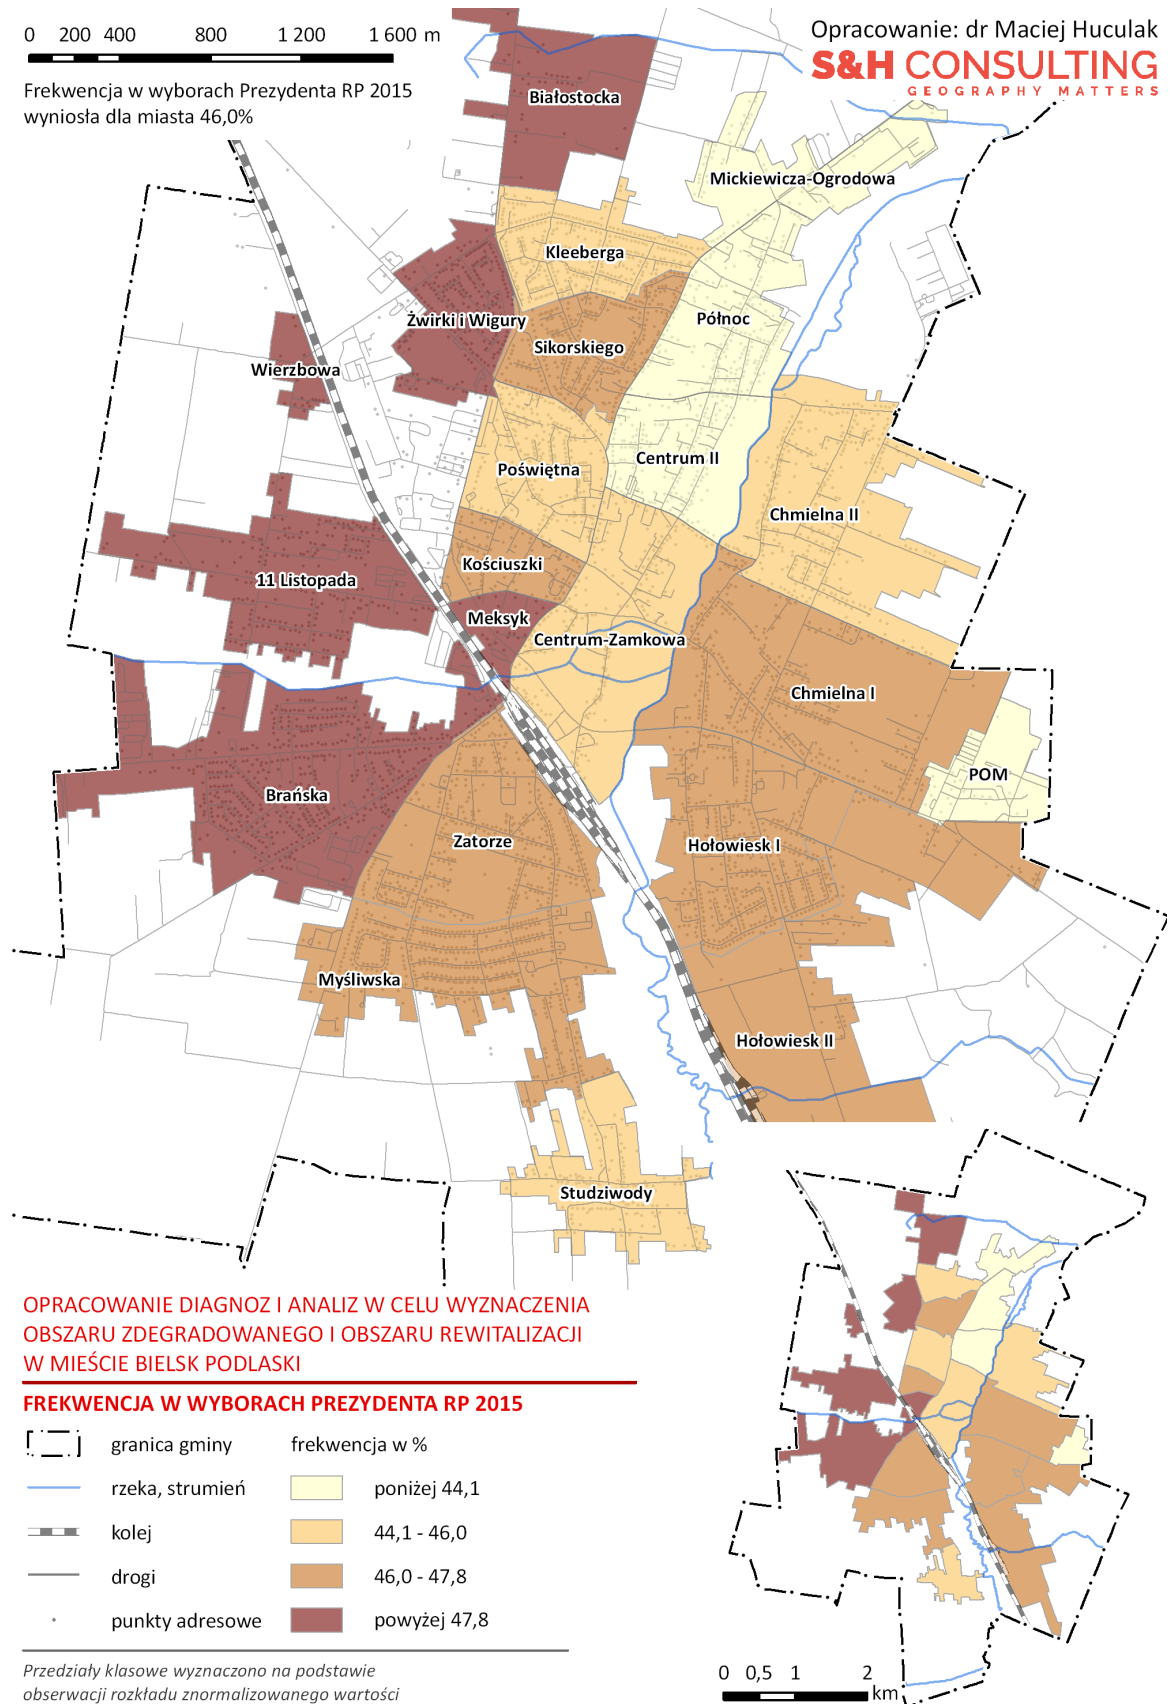 0 200 400 800 1 200 1 600 m
Frekwencja w wyborach Prezydenta RP 2015
wyniosła dla miasta 46,0%
Opracowanie: dr Maciej Huculak
S&H CONSULTING
GEOGRAPHY MATTERS
Białostocka
Mickiewicza-Ogrodowa
Kleeberga
Żwirki i Wigury
Północ
Sikorskiego
Wierzbowa
Centrum II
Poświętna
Chmielna II
Kościuszki
11 Listopada
Meksyk
Centrum-Zamkowa
Chmielna I
POM
Brańska
Zatorze
Hołowiesk I
Myśliwska
Hołowiesk II
Studziwody
OPRACOWANIE DIAGNOZ I ANALIZ W CELU WYZNACZENIA
OBSZARU ZDEGRADOWANEGO I OBSZARU REWITALIZACJI
W MIEŚCIE BIELSK PODLASKI
FREKWENCJA W WYBORACH PREZYDENTA RP 2015
granica gminy frekwencja w %
rzeka, strumień poniżej 44,1
kolej 44,1 - 46,0
drogi 46,0 - 47,8
punkty adresowe powyżej 47,8
Przedziały klasowe wyznaczono na podstawie
obserwacji rozkładu znormalizowanego wartości
0 0,5 1 2
km